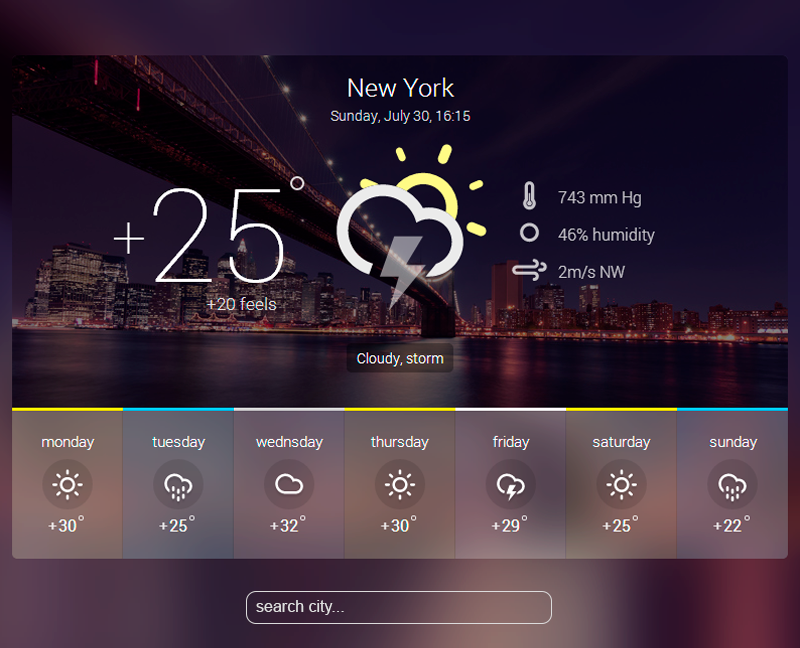 New York
Sunday, July 30, 16:15
+25°
+20 feels
743 mm Hg
46% humidity
2m/s NW
Cloudy, storm
monday tuesday wednsday thursday friday saturday sunday
+30° +25° +32° +30° +29° +25° +22°
search city...